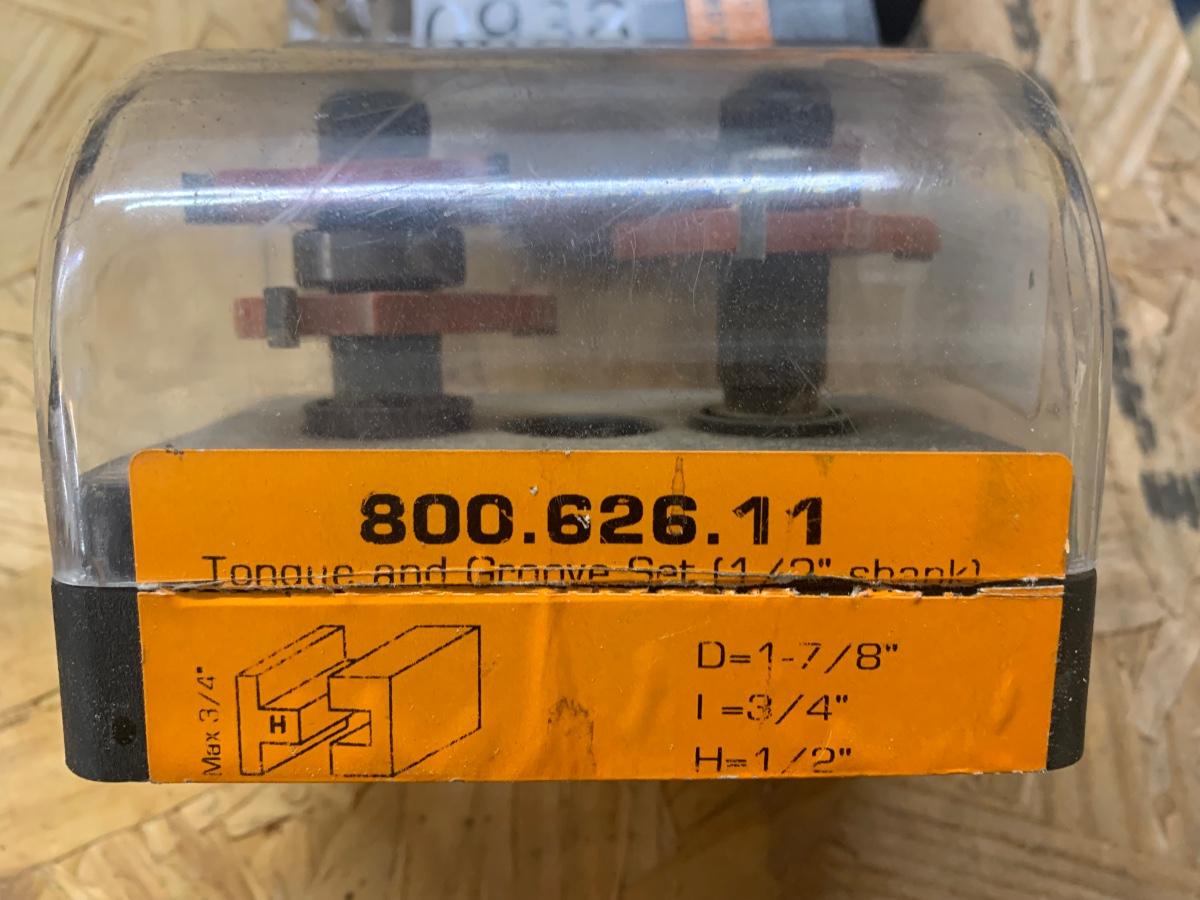 800.626.11
Tongue and Groove Set (1/2" shank)
Max 3/4"
H
D=1-7/8"
I =3/4"
H=1/2"